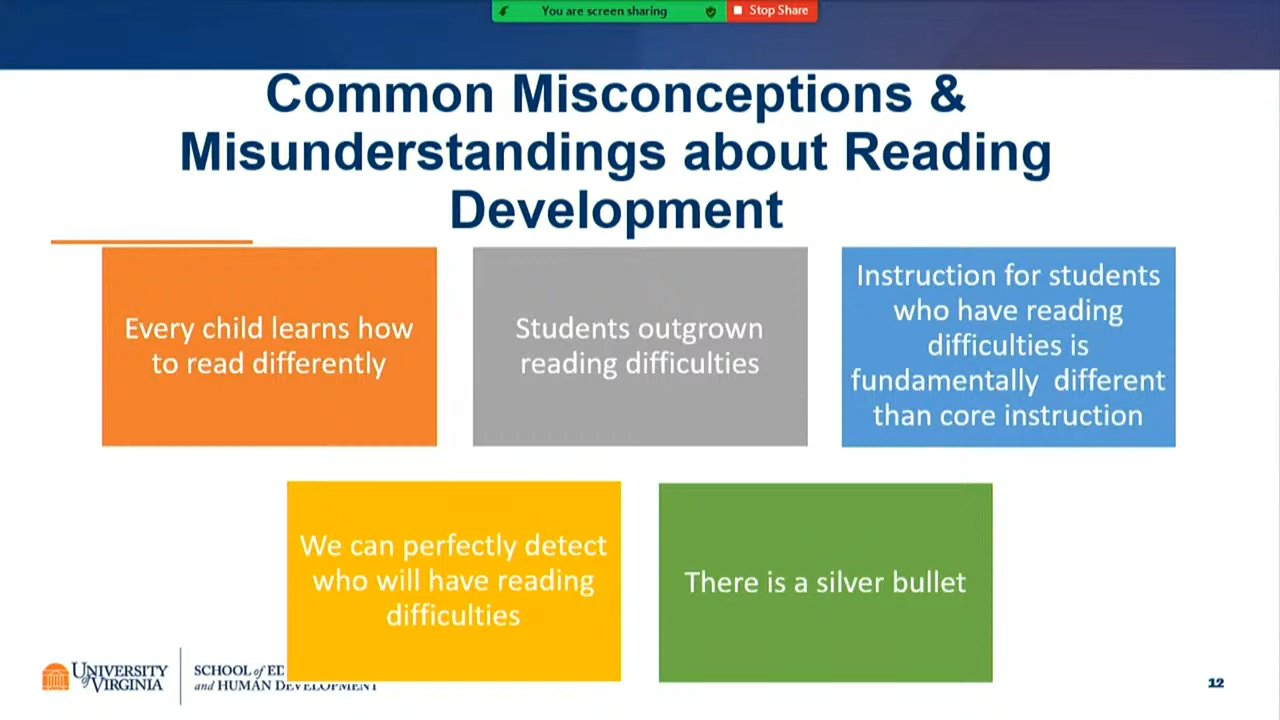 You are screen sharing
Stop Share
Common Misconceptions &
Misunderstandings about Reading
Development
Every child learns how
to read differently
Students outgrown
reading difficulties
Instruction for students
who have reading
difficulties is
fundamentally different
than core instruction
We can perfectly detect
who will have reading
difficulties
There is a silver bullet
UNIVERSITY
of VIRGINIA
SCHOOL of ED
and HUMAN DEVELOPMENT
12